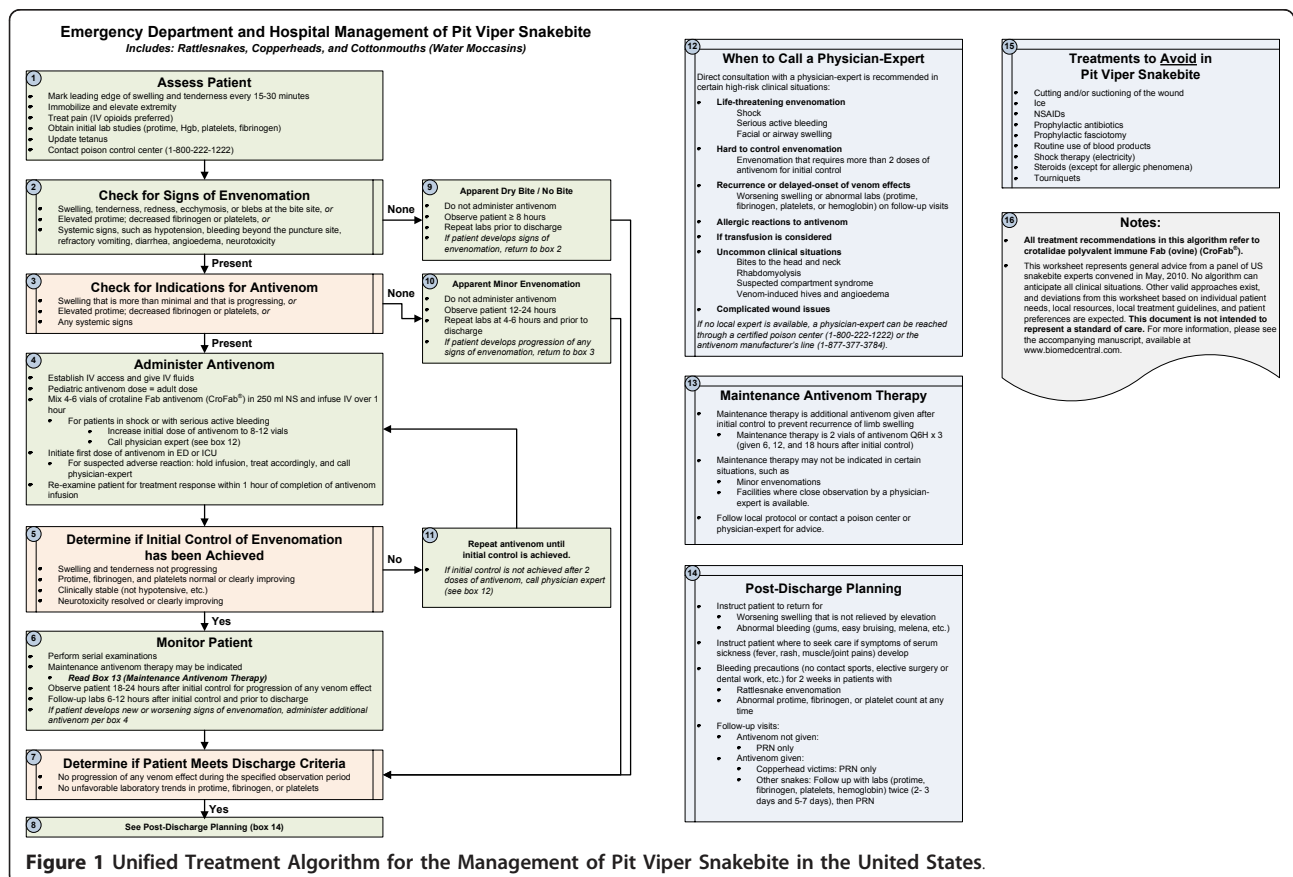 Emergency Department and Hospital Management of Pit Viper Snakebite
Includes: Rattlesnakes, Copperheads, and Cottonmouths (Water Moccasins)
1
Assess Patient
Mark leading edge of swelling and tenderness every 15-30 minutes
Immobilize and elevate extremity
Treat pain (IV opioids preferred)
Obtain initial lab studies (protime, Hgb, platelets, fibrinogen)
Update tetanus
Contact poison control center (1-800-222-1222)
2
Check for Signs of Envenomation
Swelling, tenderness, redness, ecchymosis, or blebs at the bite site, or
Elevated protime; decreased fibrinogen or platelets, or
Systemic signs, such as hypotension, bleeding beyond the puncture site,
refractory vomiting, diarrhea, angioedema, neurotoxicity
None
9
Apparent Dry Bite / No Bite
Do not administer antivenom
Observe patient ≥ 8 hours
Repeat labs prior to discharge
If patient develops signs of
envenomation, return to box 2
Present
3
Check for Indications for Antivenom
Swelling that is more than minimal and that is progressing, or
Elevated protime; decreased fibrinogen or platelets, or
Any systemic signs
None
10
Apparent Minor Envenomation
Do not administer antivenom
Observe patient 12-24 hours
Repeat labs at 4-6 hours and prior to
discharge
If patient develops progression of any
signs of envenomation, return to box 3
Present
4
Administer Antivenom
Establish IV access and give IV fluids
Pediatric antivenom dose = adult dose
Mix 4-6 vials of crotaline Fab antivenom (CroFab®) in 250 ml NS and infuse IV over 1
hour
For patients in shock or with serious active bleeding
Increase initial dose of antivenom to 8-12 vials
Call physician expert (see box 12)
Initiate first dose of antivenom in ED or ICU
For suspected adverse reaction: hold infusion, treat accordingly, and call
physician-expert
Re-examine patient for treatment response within 1 hour of completion of antivenom
infusion
5
Determine if Initial Control of Envenomation
has been Achieved
Swelling and tenderness not progressing
Protime, fibrinogen, and platelets normal or clearly improving
Clinically stable (not hypotensive, etc.)
Neurotoxicity resolved or clearly improving
No
11
Repeat antivenom until
initial control is achieved.
If initial control is not achieved after 2
doses of antivenom, call physician expert
(see box 12)
Yes
6
Monitor Patient
Perform serial examinations
Maintenance antivenom therapy may be indicated
Read Box 13 (Maintenance Antivenom Therapy)
Observe patient 18-24 hours after initial control for progression of any venom effect
Follow-up labs 6-12 hours after initial control and prior to discharge
If patient develops new or worsening signs of envenomation, administer additional
antivenom per box 4
7
Determine if Patient Meets Discharge Criteria
No progression of any venom effect during the specified observation period
No unfavorable laboratory trends in protime, fibrinogen, or platelets
Yes
8
See Post-Discharge Planning (box 14)
12
When to Call a Physician-Expert
Direct consultation with a physician-expert is recommended in
certain high-risk clinical situations:
Life-threatening envenomation
Shock
Serious active bleeding
Facial or airway swelling
Hard to control envenomation
Envenomation that requires more than 2 doses of
antivenom for initial control
Recurrence or delayed-onset of venom effects
Worsening swelling or abnormal labs (protime,
fibrinogen, platelets, or hemoglobin) on follow-up visits
Allergic reactions to antivenom
If transfusion is considered
Uncommon clinical situations
Bites to the head and neck
Rhabdomyolysis
Suspected compartment syndrome
Venom-induced hives and angioedema
Complicated wound issues
If no local expert is available, a physician-expert can be reached
through a certified poison center (1-800-222-1222) or the
antivenom manufacturer's line (1-877-377-3784).
13
Maintenance Antivenom Therapy
Maintenance therapy is additional antivenom given after
initial control to prevent recurrence of limb swelling
Maintenance therapy is 2 vials of antivenom Q6H x 3
(given 6, 12, and 18 hours after initial control)
Maintenance therapy may not be indicated in certain
situations, such as
Minor envenomations
Facilities where close observation by a physician-
expert is available.
Follow local protocol or contact a poison center or
physician-expert for advice.
14
Post-Discharge Planning
Instruct patient to return for
Worsening swelling that is not relieved by elevation
Abnormal bleeding (gums, easy bruising, melena, etc.)
Instruct patient where to seek care if symptoms of serum
sickness (fever, rash, muscle/joint pains) develop
Bleeding precautions (no contact sports, elective surgery or
dental work, etc.) for 2 weeks in patients with
Rattlesnake envenomation
Abnormal protime, fibrinogen, or platelet count at any
time
Follow-up visits:
Antivenom not given:
PRN only
Antivenom given:
Copperhead victims: PRN only
Other snakes: Follow up with labs (protime,
fibrinogen, platelets, hemoglobin) twice (2- 3
days and 5-7 days), then PRN
15
Treatments to Avoid in
Pit Viper Snakebite
Cutting and/or suctioning of the wound
Ice
NSAIDs
Prophylactic antibiotics
Prophylactic fasciotomy
Routine use of blood products
Shock therapy (electricity)
Steroids (except for allergic phenomena)
Tourniquets
16
Notes:
All treatment recommendations in this algorithm refer to
crotalidae polyvalent immune Fab (ovine) (CroFab®).
This worksheet represents general advice from a panel of US
snakebite experts convened in May, 2010. No algorithm can
anticipate all clinical situations. Other valid approaches exist,
and deviations from this worksheet based on individual patient
needs, local resources, local treatment guidelines, and patient
preferences are expected. This document is not intended to
represent a standard of care. For more information, please see
the accompanying manuscript, available at
www.biomedcentral.com.
Figure 1 Unified Treatment Algorithm for the Management of Pit Viper Snakebite in the United States.